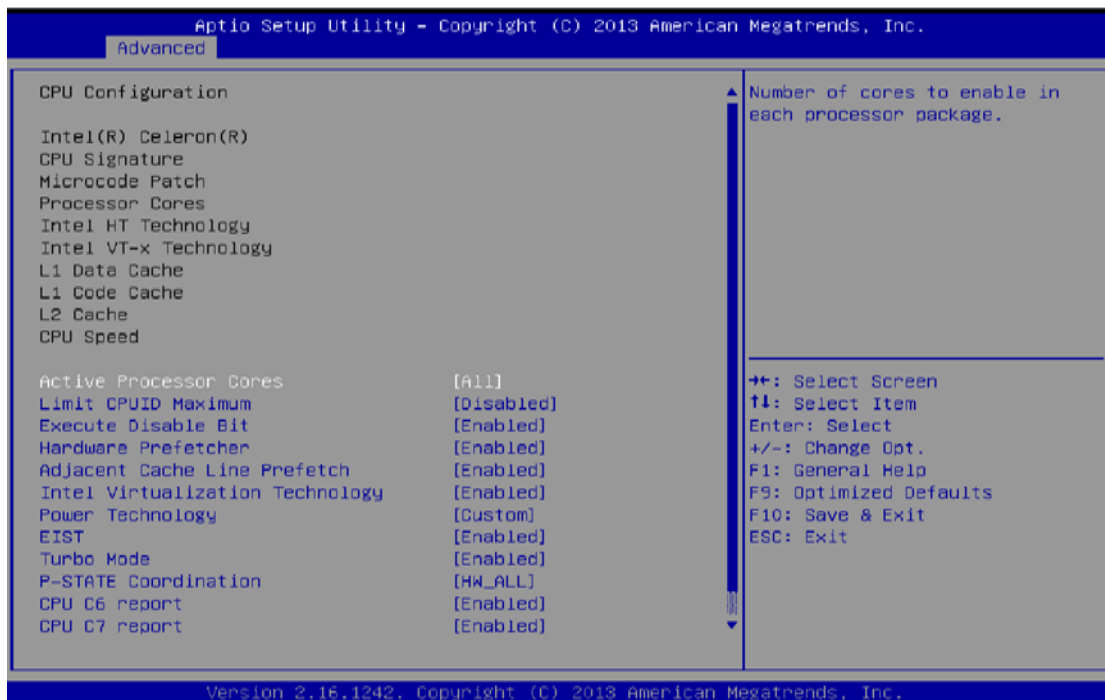 Aptio Setup Utility – Copyright (C) 2013 American Megatrends, Inc.
Advanced
CPU Configuration
Intel(R) Celeron(R)
CPU Signature
Microcode Patch
Processor Cores
Intel HT Technology
Intel VT-x Technology
L1 Data Cache
L1 Code Cache
L2 Cache
CPU Speed
Active Processor Cores [All]
Limit CPUID Maximum [Disabled]
Execute Disable Bit [Enabled]
Hardware Prefetcher [Enabled]
Adjacent Cache Line Prefetch [Enabled]
Intel Virtualization Technology [Enabled]
Power Technology [Custom]
EIST [Enabled]
Turbo Mode [Enabled]
P-STATE Coordination [HW_ALL]
CPU C6 report [Enabled]
CPU C7 report [Enabled]
Number of cores to enable in
each processor package.
→←: Select Screen
↑↓: Select Item
Enter: Select
+/-: Change Opt.
F1: General Help
F9: Optimized Defaults
F10: Save & Exit
ESC: Exit
Version 2.16.1242. Copyright (C) 2013 American Megatrends, Inc.